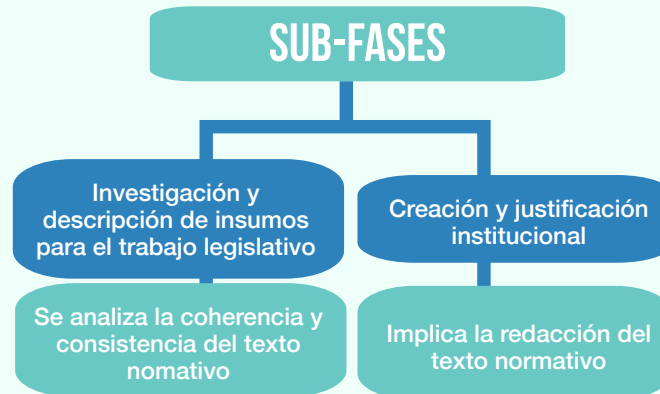 SUB-FASES
Investigación y
descripción de insumos
para el trabajo legislativo
Creación y justificación
institucional
Se analiza la coherencia y
consistencia del texto
nomativo
Implica la redacción del
texto normativo